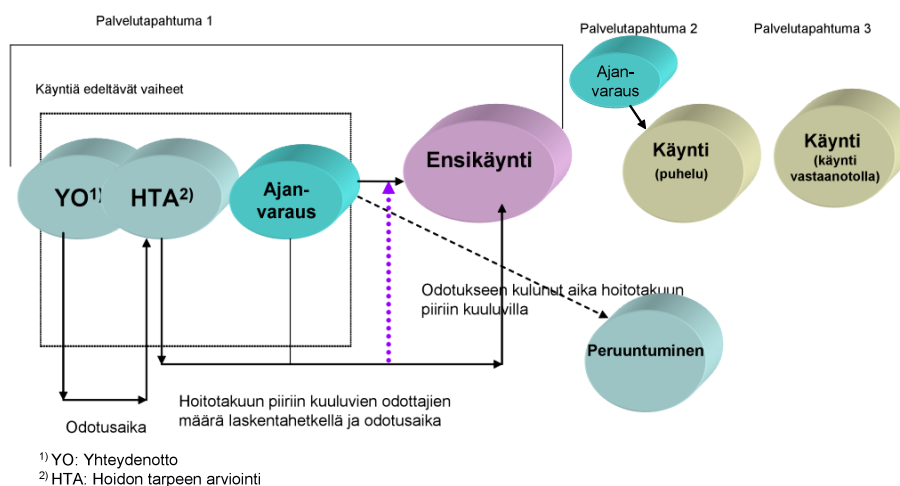 Palvelutapahtuma 1
Palvelutapahtuma 2
Palvelutapahtuma 3
Käyntiä edeltävät vaiheet
YO1)
HTA2)
Ajan-
varaus
Ensikäynti
Ajan-
varaus
Käynti
(puhelu)
Käynti
(käynti
vastaanotolla)
Odotukseen kulunut aika hoitotakuun
piiriin kuuluvilla
Peruuntuminen
Hoitotakuun piiriin kuuluvien odottajien
määrä laskentahetkellä ja odotusaika
Odotusaika
1) YO: Yhteydenotto
2) HTA: Hoidon tarpeen arviointi